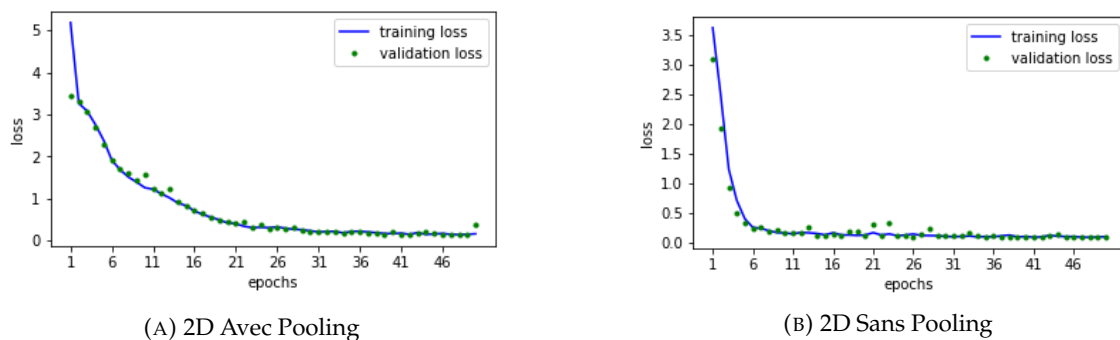 5
4
3
2
1
0
loss
training loss
validation loss
1 6 11 16 21 26 31 36 41 46
epochs
(A) 2D Avec Pooling
3.5
3.0
2.5
2.0
1.5
1.0
0.5
0.0
loss
training loss
validation loss
1 6 11 16 21 26 31 36 41 46
epochs
(B) 2D Sans Pooling